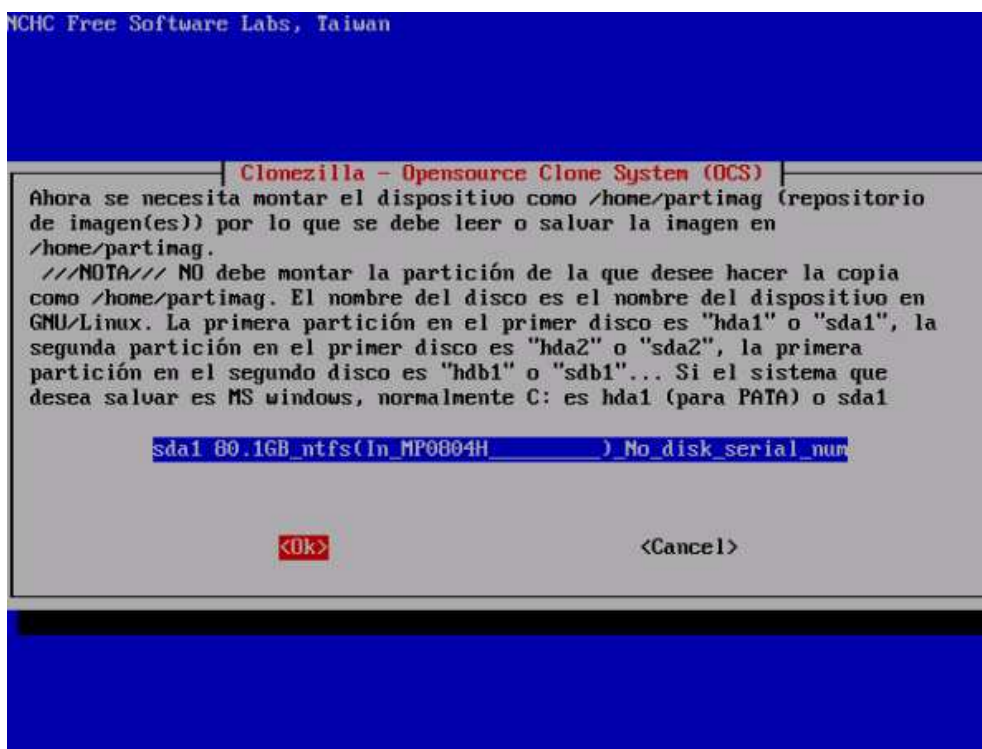 NCHC Free Software Labs, Taiwan
Clonezilla - Opensource Clone System (OCS)
Ahora se necesita montar el dispositivo como /home/partimag (repositorio
de imagen(es)) por lo que se debe leer o salvar la imagen en
/home/partimag.
///NOTA/// NO debe montar la partición de la que desee hacer la copia
como /home/partimag. El nombre del disco es el nombre del dispositivo en
GNU/Linux. La primera partición en el primer disco es "hda1" o "sda1", la
segunda partición en el primer disco es "hda2" o "sda2", la primera
partición en el segundo disco es "hdb1" o "sdb1"... Si el sistema que
desea salvar es MS windows, normalmente C: es hda1 (para PATA) o sda1
sda1 80.1GB_ntfs(In_MP0804H_________)_No_disk_serial_num
<Ok> <Cancel>